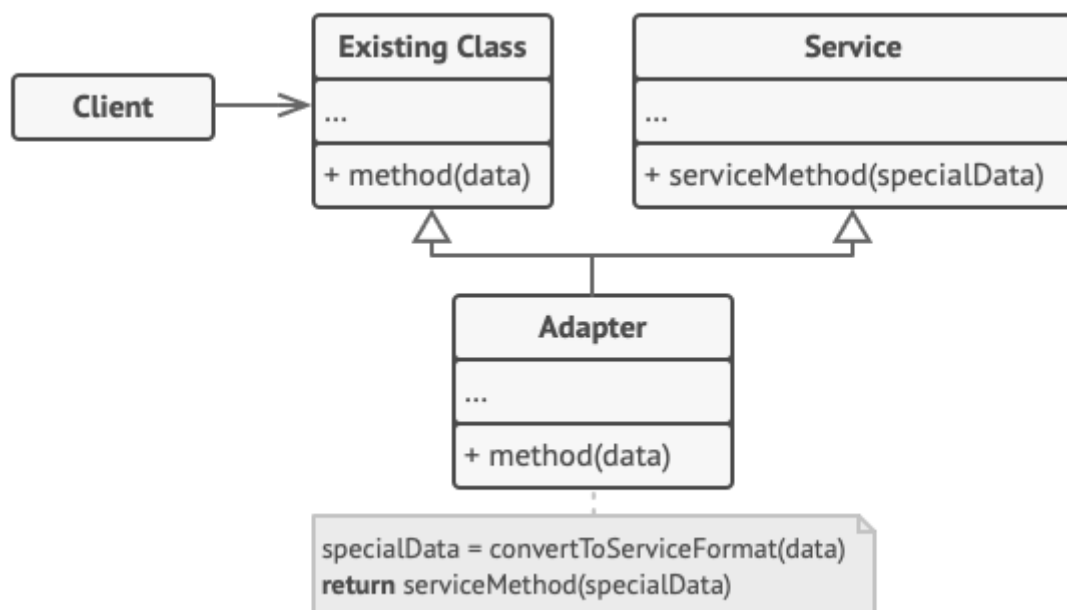 Client
Existing Class
...
+ method(data)
Service
...
+ serviceMethod(specialData)
Adapter
...
+ method(data)
specialData = convertToServiceFormat(data)
return serviceMethod(specialData)